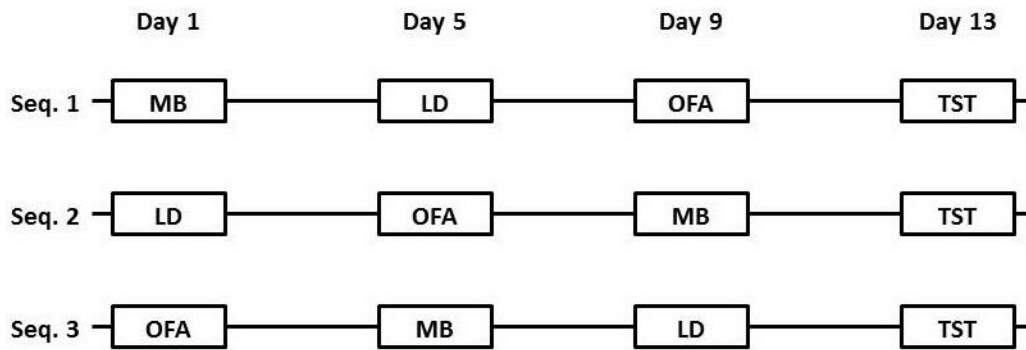 Day 1 Day 5 Day 9 Day 13
Seq. 1 MB LD OFA TST
Seq. 2 LD OFA MB TST
Seq. 3 OFA MB LD TST